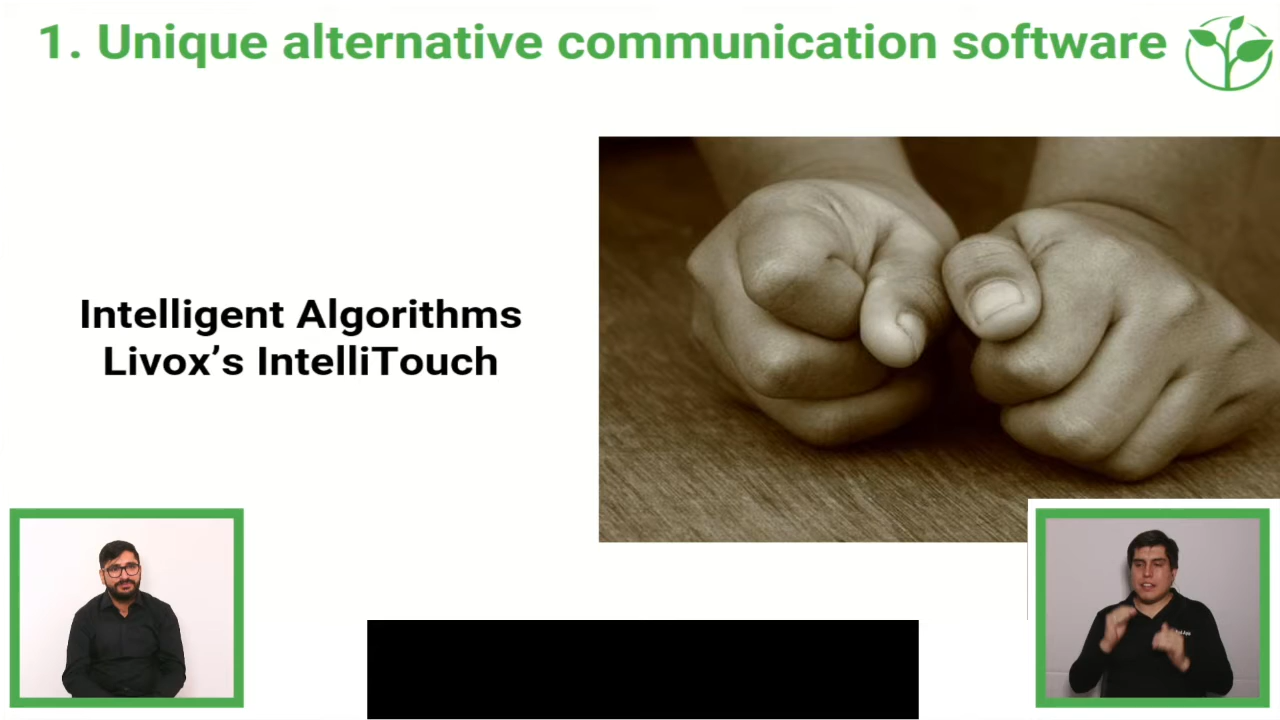 1. Unique alternative communication software
Intelligent Algorithms
Livox’s IntelliTouch